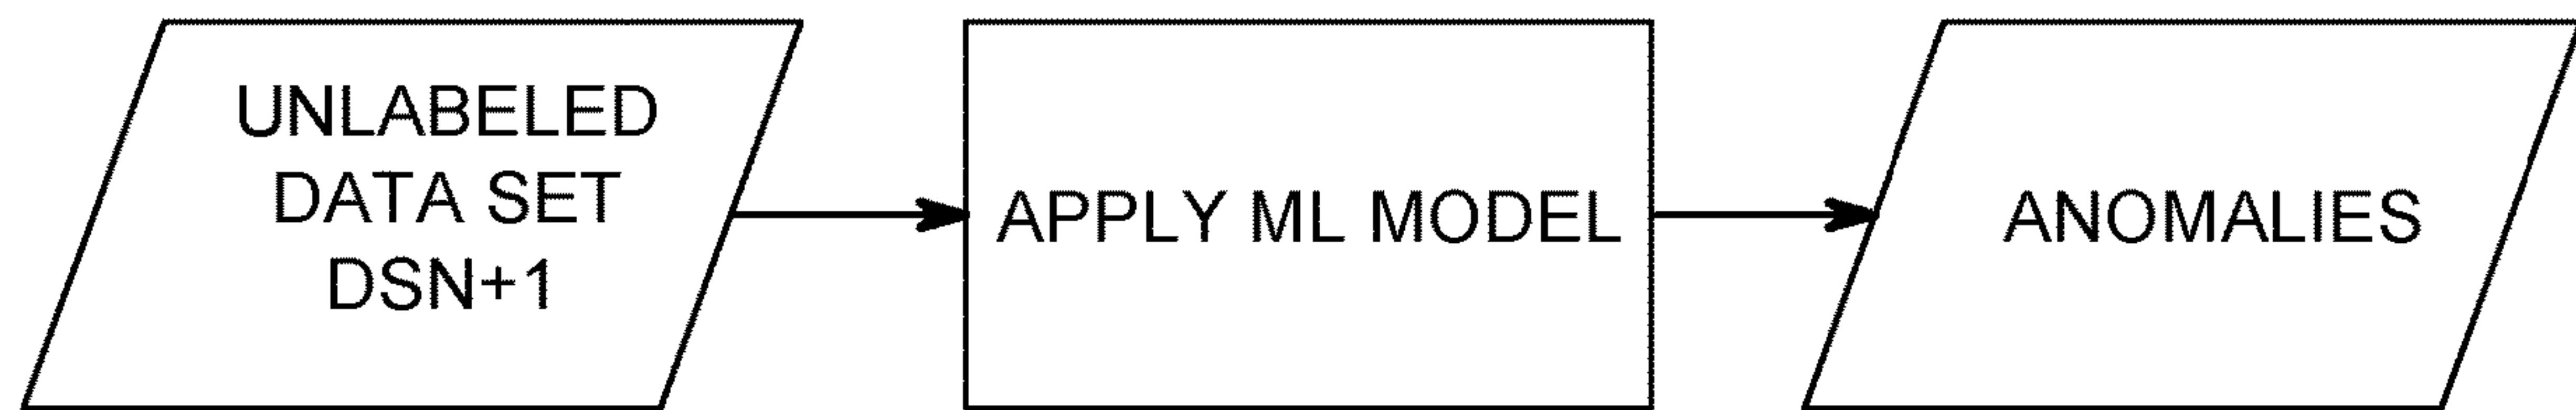 UNLABELED
DATA SET
DSN+1
APPLY ML MODEL
ANOMALIES